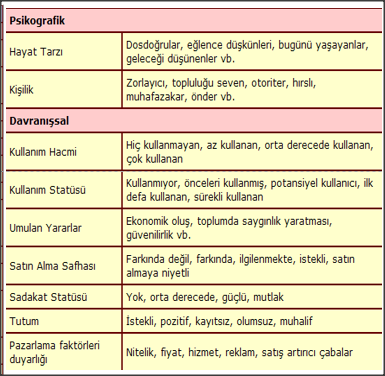 Psikografik
Hayat Tarzı
Dosdoğrular, eğlence düşkünleri, bugünü yaşayanlar,
geleceği düşünenler vb.
Kişilik
Zorlayıcı, topluluğu seven, otoriter, hırslı,
muhafazakar, önder vb.
Davranışsal
Kullanım Hacmi
Hiç kullanmayan, az kullanan, orta derecede kullanan,
çok kullanan
Kullanım Statüsü
Kullanmıyor, önceleri kullanmış, potansiyel kullanıcı, ilk
defa kullanan, sürekli kullanan
Umulan Yararlar
Ekonomik oluş, toplumda saygınlık yaratması,
güvenilirlik vb.
Satın Alma Safhası
Farkında değil, farkında, ilgilenmekte, istekli, satın
almaya niyetli
Sadakat Statüsü
Yok, orta derecede, güçlü, mutlak
Tutum
İstekli, pozitif, kayıtsız, olumsuz, muhalif
Pazarlama faktörleri
duyarlığı
Nitelik, fiyat, hizmet, reklam, satış artırıcı çabalar